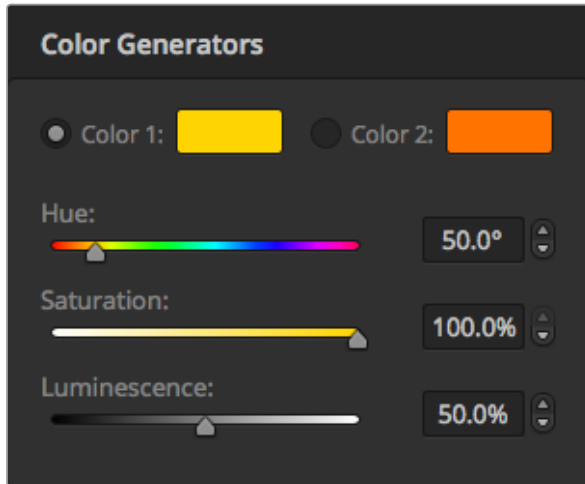 Color Generators
Color 1: Color 2:
Hue:
50.0°
Saturation:
100.0%
Luminescence:
50.0%